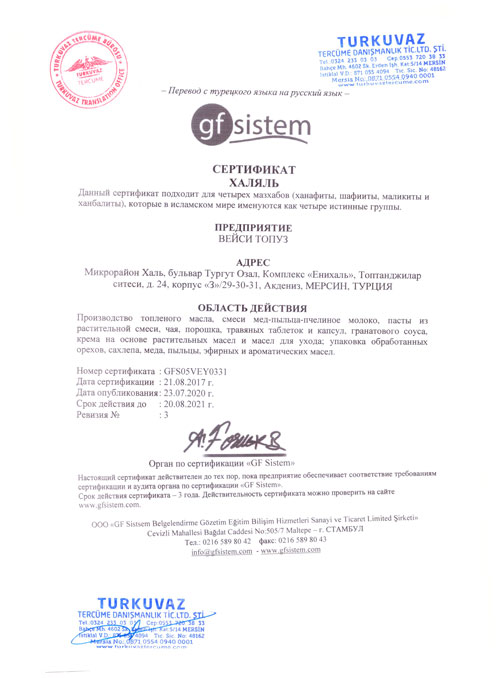 TURKUVAZ TERCÜME BÜROSU
TURKUVAZ
TERCÜME
TURKUVAZ TRANSLATION OFFICE
TURKUVAZ
TERCÜME DANIŞMANLIK TİC.LTD. ŞTİ.
Tel:0324 233 03 03 Cep:0553 720 38 33
Bahçe Mh. 4602 Sk. Erden İşh. Kat:5/14 MERSİN
İstiklal V.D.: 871 055 4094 Tic. Sic. No: 48162
Mersis No: 0871 0554 0940 0001
www.turkuvaztercume.com
– Перевод с турецкого языка на русский язык –
gfsistem
СЕРТИФИКАТ
ХАЛЯЛЬ
Данный сертификат подходит для четырех мазхабов (ханафиты, шафииты, маликиты и
ханбалиты), которые в исламском мире именуются как четыре истинные группы.
ПРЕДПРИЯТИЕ
ВЕЙСИ ТОПУЗ
АДРЕС
Микрорайон Халь, бульвар Тургут Озал, Комплекс «Енихаль», Топтанджилар
ситеси, д. 24, корпус «З»/29-30-31, Акдениз, МЕРСИН, ТУРЦИЯ
ОБЛАСТЬ ДЕЙСТВИЯ
Производство топленого масла, смеси мед-пыльца-пчелиное молоко, пасты из
растительной смеси, чая, порошка, травяных таблеток и капсул, гранатового соуса,
крема на основе растительных масел и масел для ухода; упаковка обработанных
орехов, сахлепа, меда, пыльцы, эфирных и ароматических масел.
Номер сертификата : GFS05VEY0331
Дата сертификации : 21.08.2017 г.
Дата опубликования: 23.07.2020 г.
Срок действия до : 20.08.2021 г.
Ревизия № : 3
Орган по сертификации «GF Sistem»
Настоящий сертификат действителен до тех пор, пока предприятие обеспечивает соответствие требованиям
сертификации и аудита органа по сертификации «GF Sistem».
Срок действия сертификата – 3 года. Действительность сертификата можно проверить на сайте
www.gfsistem.com.
ООО «GF Sistsem Belgelendirme Gözetim Eğitim Bilişim Hizmetleri Sanayi ve Ticaret Limited Şirketi»
Cevizli Mahallesi Bağdat Caddesi No:505/7 Maltepe – г. СТАМБУЛ
Тел.: 0216 589 80 42 факс: 0216 589 80 43
info@gfsistem.com - www.gfsistem.com
TURKUVAZ
TERCÜME DANIŞMANLIK TİC.LTD. ŞTİ.
Tel:0324 233 03 03 Cep:0553 720 38 33
Bahçe Mh. 4602 Sk. Erden İşh. Kat:5/14 MERSİN
İstiklal V.D.: 871 055 4094 Tic. Sic. No: 48162
Mersis No: 0871 0554 0940 0001
www.turkuvaztercume.com